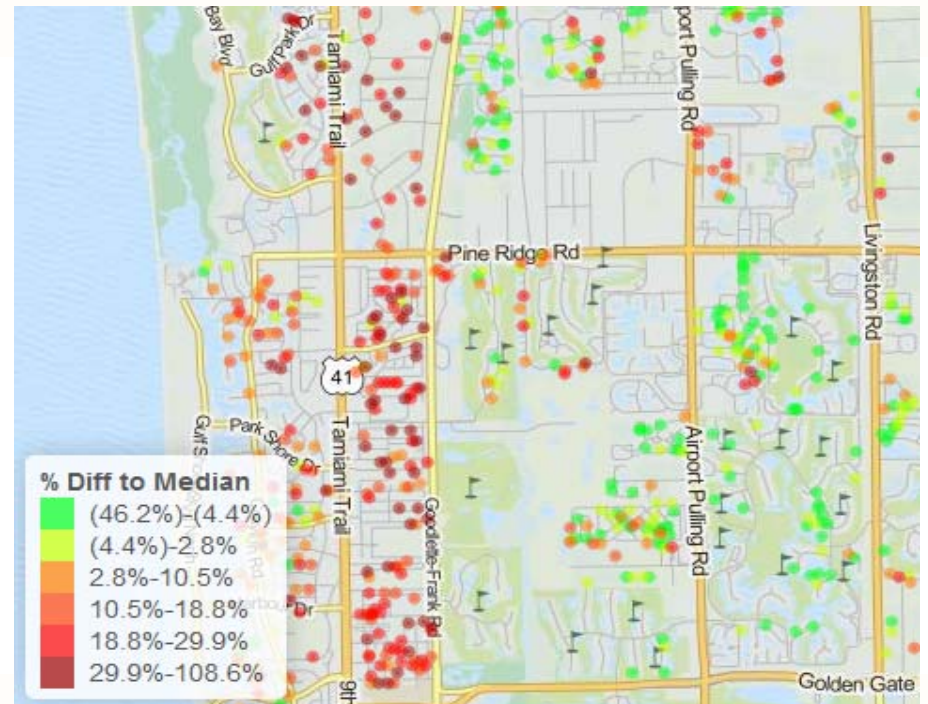 Bay Blvd
GulfPark Dr
Tamiami Trail
port Pulling Rd
Pine Ridge Rd
Livingston Rd
41
Gulf S
Park Shore Dr
Tamiami Trail
Goodlette-Frank Rd
Airport Pulling Rd
% Diff to Median
(46.2%)-(4.4%)
(4.4%)-2.8%
2.8%-10.5%
10.5%-18.8%
18.8%-29.9%
29.9%-108.6%
Dr
9th
Golden Gate